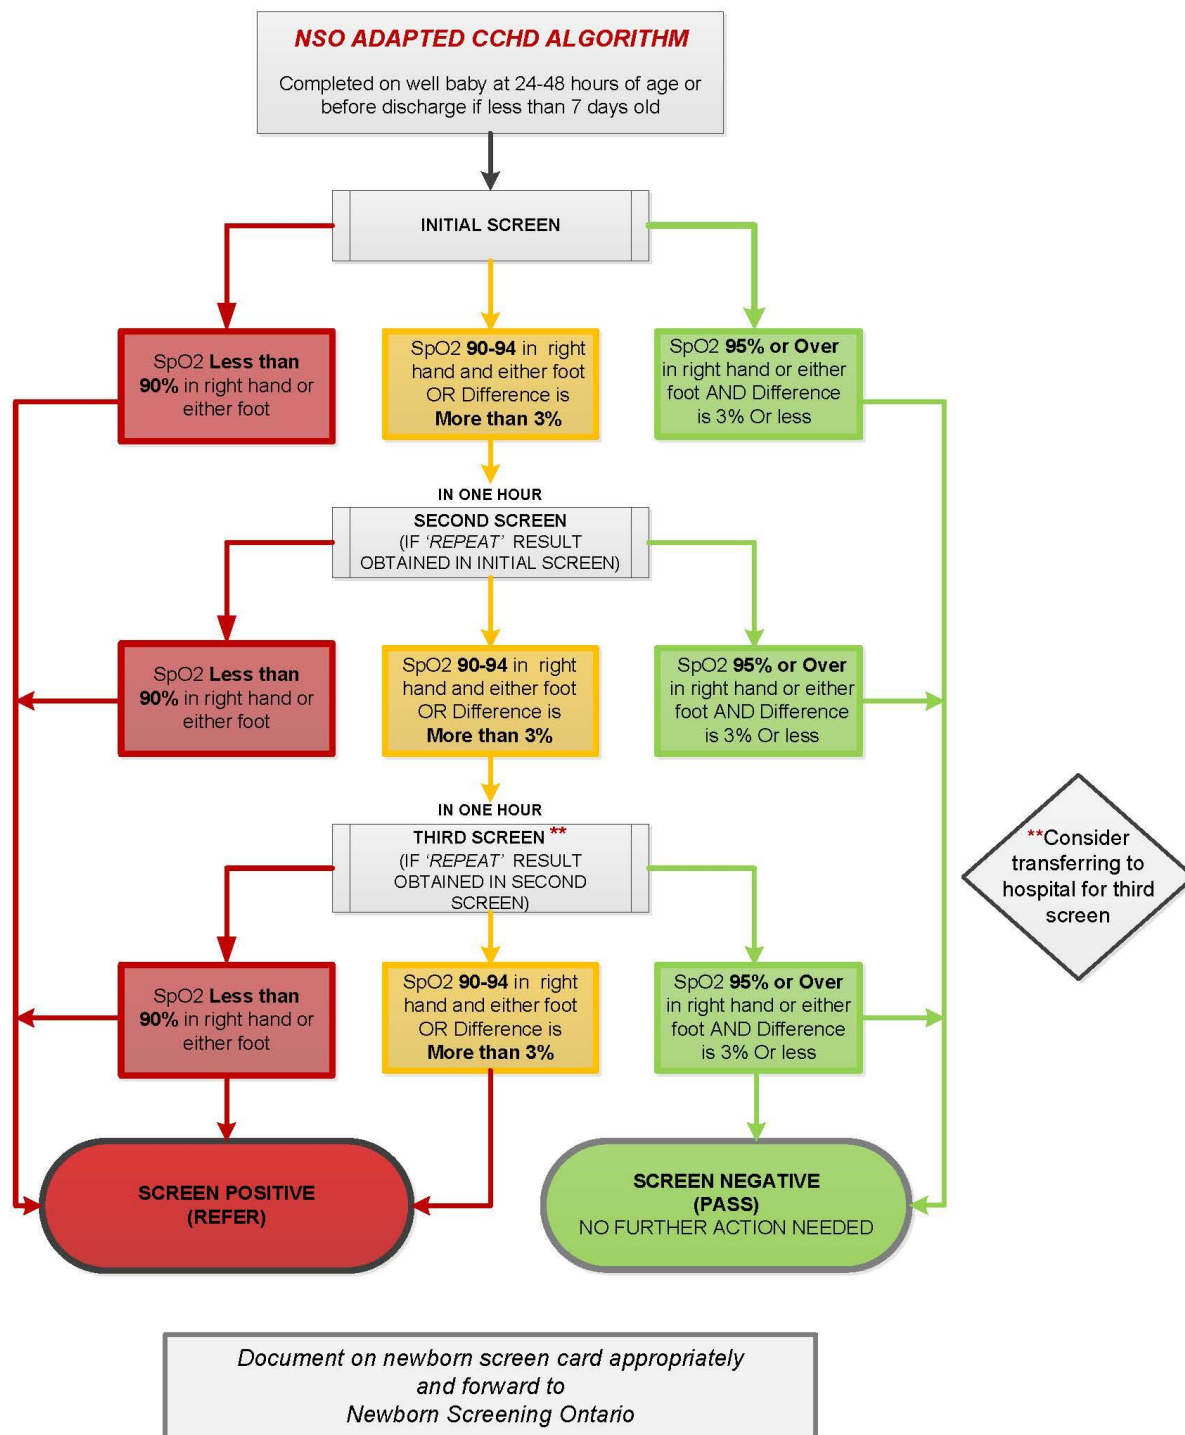 NSO ADAPTED CCHD ALGORITHM
Completed on well baby at 24-48 hours of age or
before discharge if less than 7 days old
INITIAL SCREEN
SpO2 Less than
90% in right hand or
either foot
SpO2 90-94 in right
hand and either foot
OR Difference is
More than 3%
SpO2 95% or Over
in right hand or either
foot AND Difference
is 3% Or less
IN ONE HOUR
SECOND SCREEN
(IF 'REPEAT' RESULT
OBTAINED IN INITIAL SCREEN)
SpO2 Less than
90% in right hand or
either foot
SpO2 90-94 in right
hand and either foot
OR Difference is
More than 3%
SpO2 95% or Over
in right hand or either
foot AND Difference
is 3% Or less
IN ONE HOUR
THIRD SCREEN **
(IF 'REPEAT' RESULT
OBTAINED IN SECOND
SCREEN)
**Consider
transferring to
hospital for third
screen
SpO2 Less than
90% in right hand or
either foot
SpO2 90-94 in right
hand and either foot
OR Difference is
More than 3%
SpO2 95% or Over
in right hand or either
foot AND Difference
is 3% Or less
SCREEN POSITIVE
(REFER)
SCREEN NEGATIVE
(PASS)
NO FURTHER ACTION NEEDED
Document on newborn screen card appropriately
and forward to
Newborn Screening Ontario